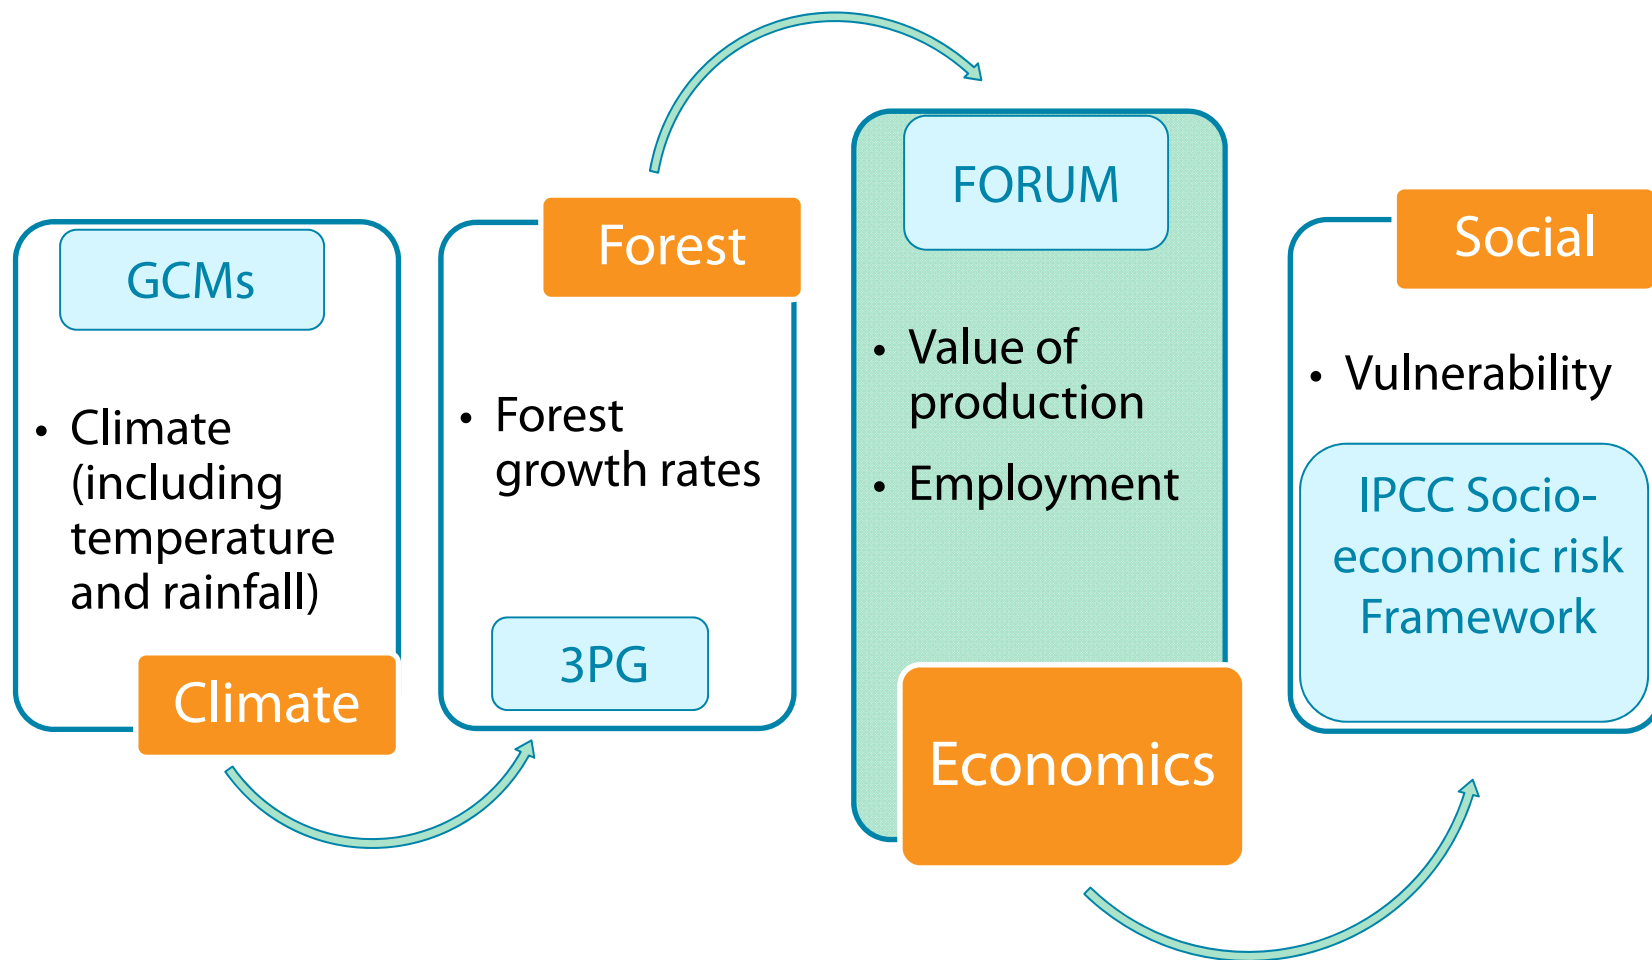 GCMs
• Climate
(including
temperature
and rainfall)
Climate
Forest
• Forest
growth rates
3PG
FORUM
• Value of
production
• Employment
Economics
Social
• Vulnerability
IPCC Socio-
economic risk
Framework